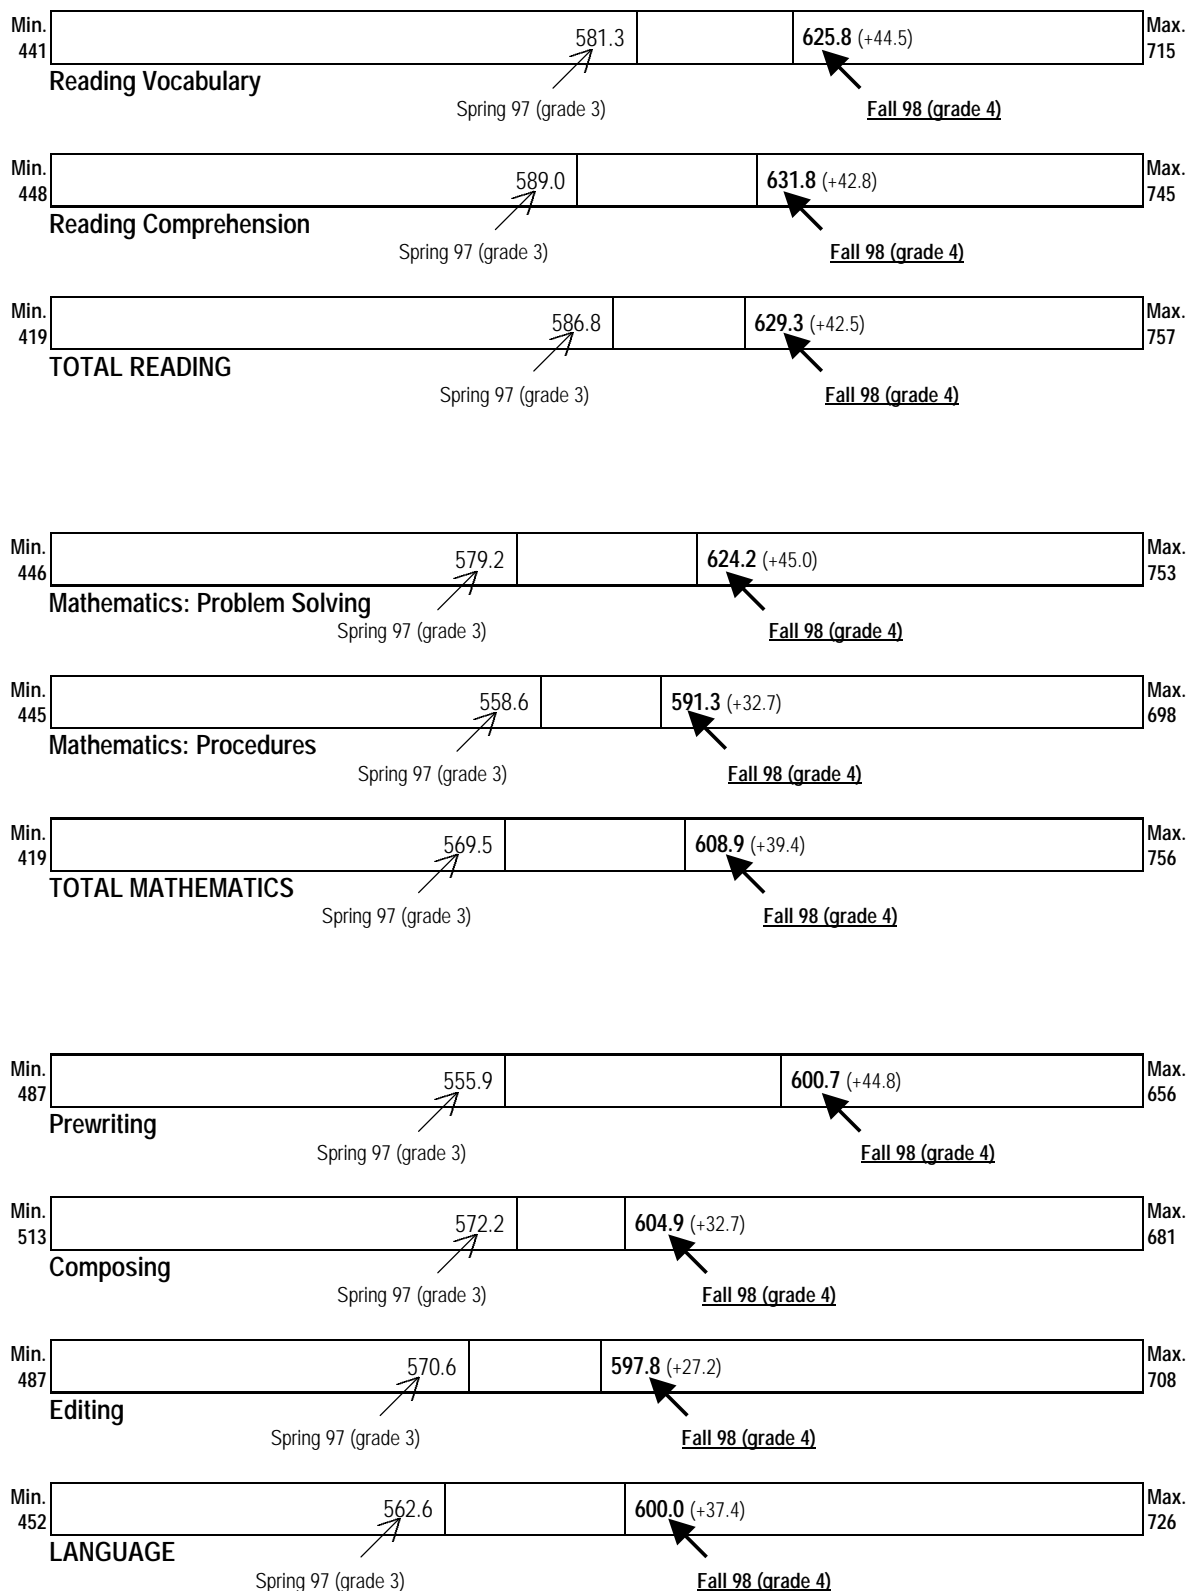 Min. 581.3 625.8 (+44.5) Max.
441 715
Reading Vocabulary
Spring 97 (grade 3) Fall 98 (grade 4)
Min. 589.0 631.8 (+42.8) Max.
448 745
Reading Comprehension
Spring 97 (grade 3) Fall 98 (grade 4)
Min. 586.8 629.3 (+42.5) Max.
419 757
TOTAL READING
Spring 97 (grade 3) Fall 98 (grade 4)
Min. 579.2 624.2 (+45.0) Max.
446 753
Mathematics: Problem Solving
Spring 97 (grade 3) Fall 98 (grade 4)
Min. 558.6 591.3 (+32.7) Max.
445 698
Mathematics: Procedures
Spring 97 (grade 3) Fall 98 (grade 4)
Min. 569.5 608.9 (+39.4) Max.
419 756
TOTAL MATHEMATICS
Spring 97 (grade 3) Fall 98 (grade 4)
Min. 555.9 600.7 (+44.8) Max.
487 656
Prewriting
Spring 97 (grade 3) Fall 98 (grade 4)
Min. 572.2 604.9 (+32.7) Max.
513 681
Composing
Spring 97 (grade 3) Fall 98 (grade 4)
Min. 570.6 597.8 (+27.2) Max.
487 708
Editing
Spring 97 (grade 3) Fall 98 (grade 4)
Min. 562.6 600.0 (+37.4) Max.
452 726
LANGUAGE
Spring 97 (grade 3) Fall 98 (grade 4)